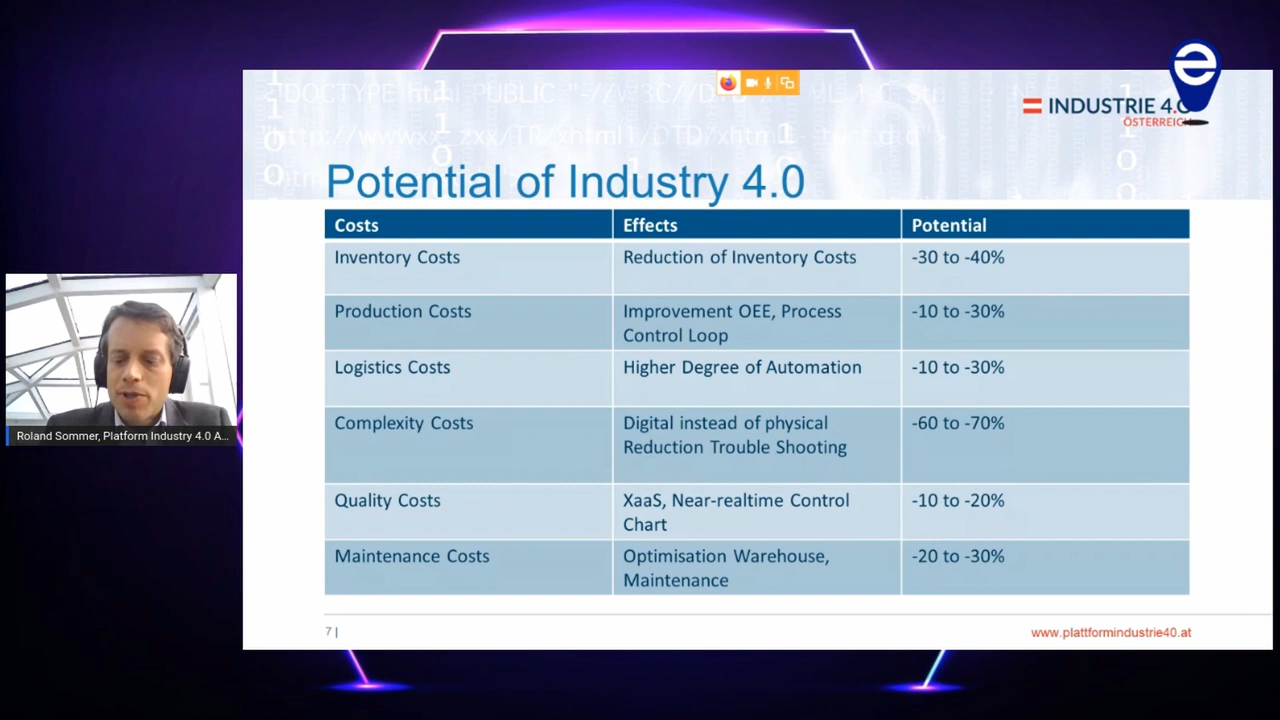 INDUSTRIE 4.0
ÖSTERREICH
Potential of Industry 4.0
Costs Effects Potential
Inventory Costs Reduction of Inventory Costs -30 to -40%
Production Costs Improvement OEE, Process -10 to -30%
Control Loop
Logistics Costs Higher Degree of Automation -10 to -30%
Complexity Costs Digital instead of physical -60 to -70%
Reduction Trouble Shooting
Quality Costs XaaS, Near-realtime Control -10 to -20%
Chart
Maintenance Costs Optimisation Warehouse, -20 to -30%
Maintenance
7 |
www.plattformindustrie40.at
Roland Sommer, Platform Industry 4.0 A...